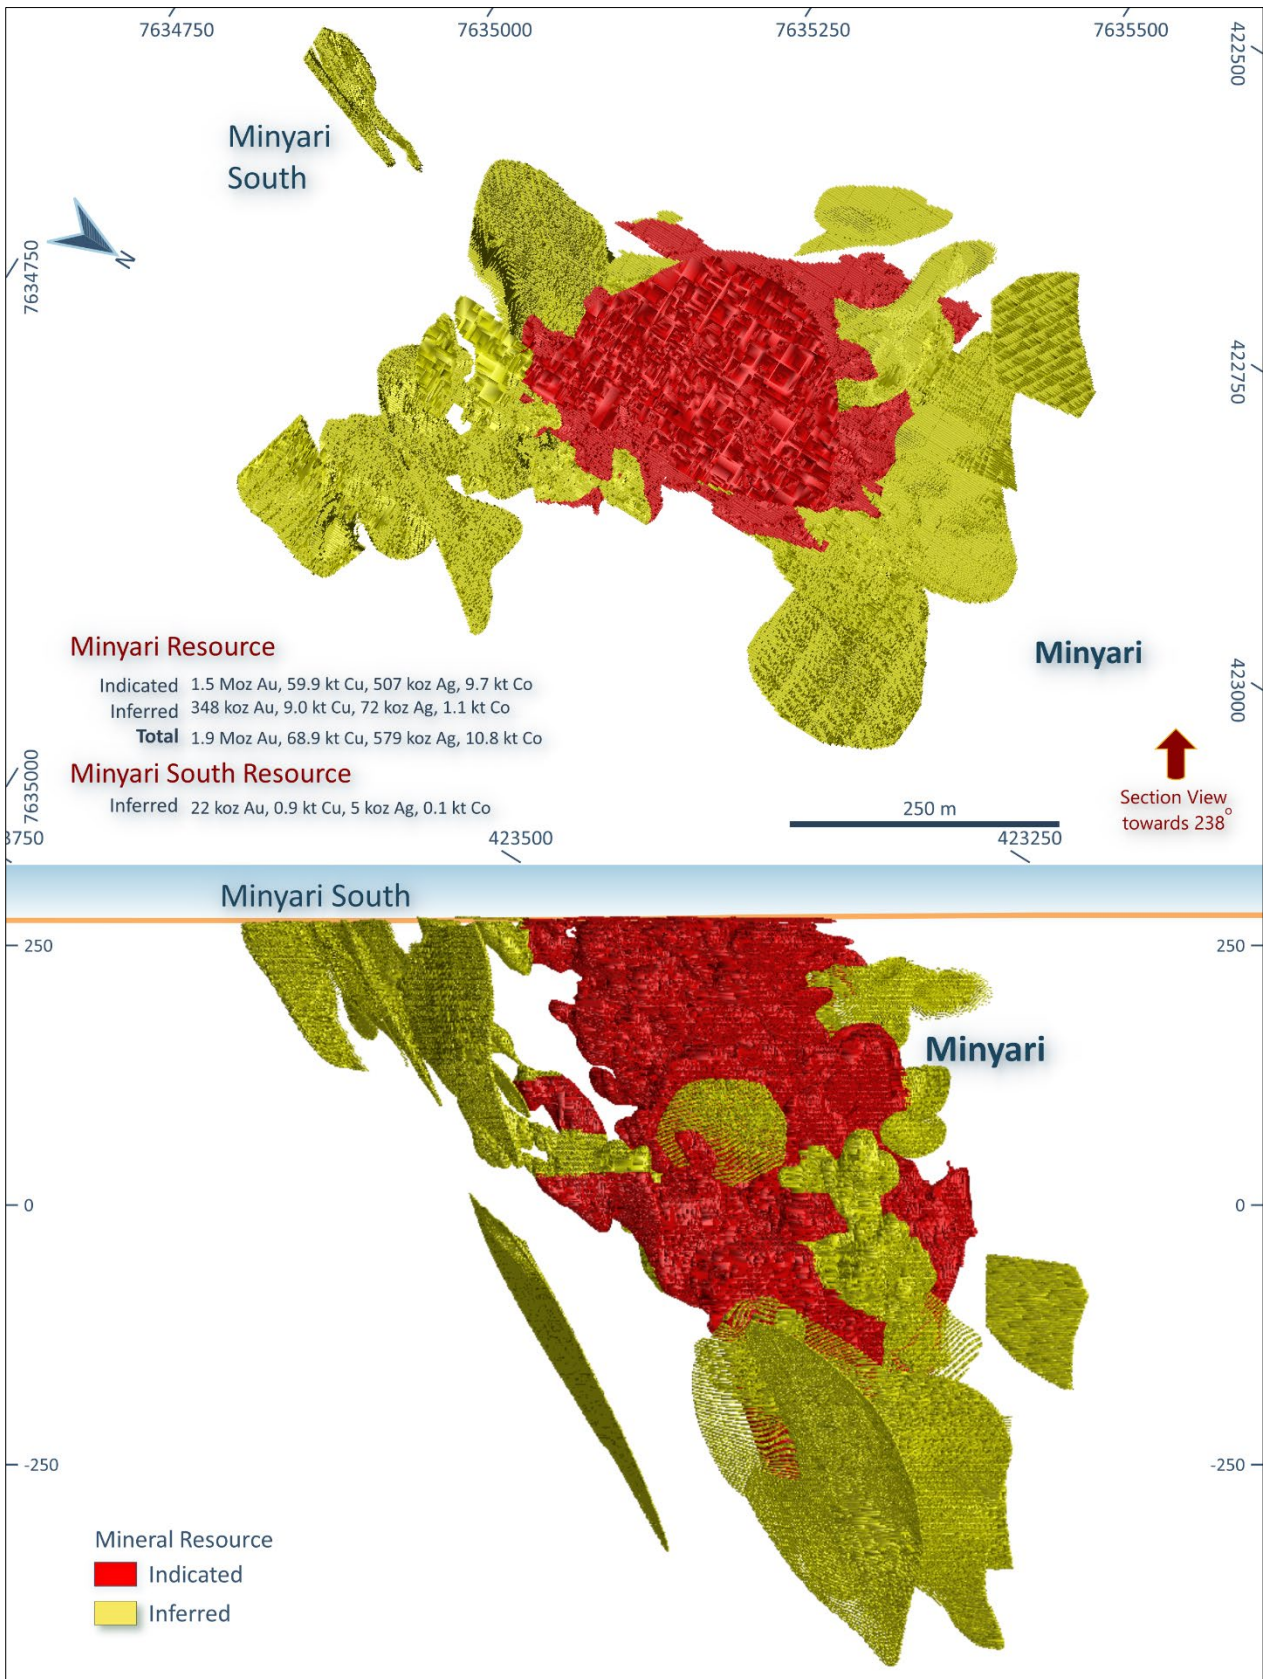 7634750
7635000
7635250
7635500
422500
Minyari
South
N
7634750
422750
Minyari
423000
Minyari Resource
Indicated 1.5 Moz Au, 59.9 kt Cu, 507 koz Ag, 9.7 kt Co
Inferred 348 koz Au, 9.0 kt Cu, 72 koz Ag, 1.1 kt Co
Total 1.9 Moz Au, 68.9 kt Cu, 579 koz Ag, 10.8 kt Co
Minyari South Resource
Inferred 22 koz Au, 0.9 kt Cu, 5 koz Ag, 0.1 kt Co
7635000
250 m
Section View
towards 238°
3750
423500
423250
Minyari South
250
250
Minyari
0
0
-250
-250
Mineral Resource
Indicated
Inferred